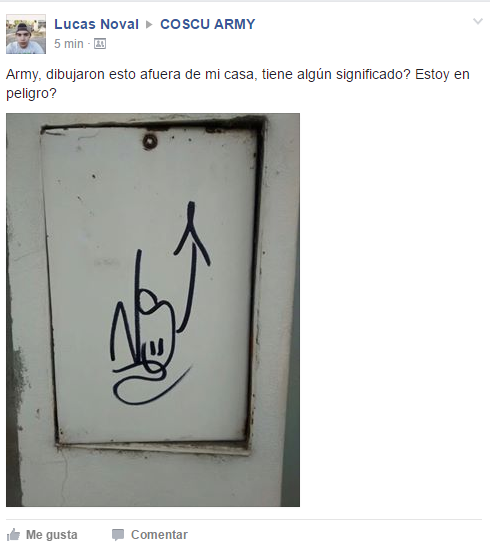 Lucas Noval ▸ COSCU ARMY
5 min ·
Army, dibujaron esto afuera de mi casa, tiene algún significado? Estoy en
peligro?
Me gusta Comentar